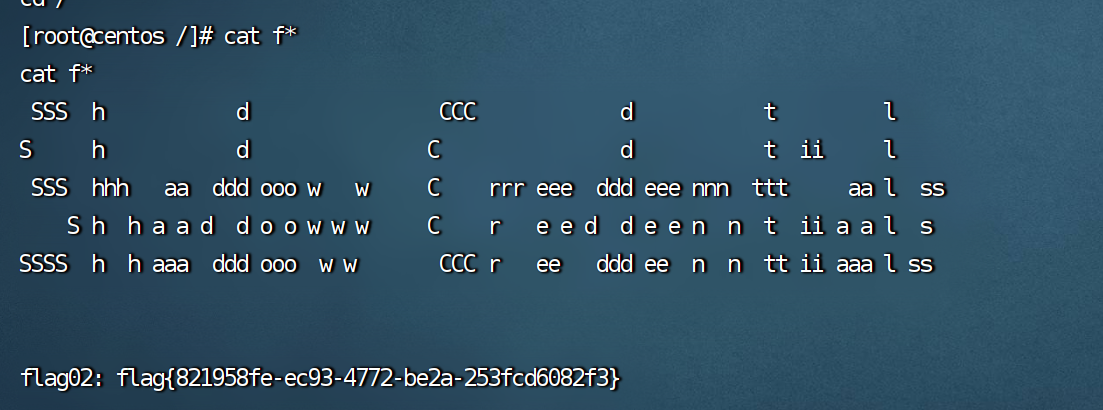 cd /
[root@centos /]# cat f*
cat f*
 SSS  h           d                CCC            d           t         l
S     h           d               C               d           t  ii     l
 SSS  hhh   aa  ddd ooo w   w     C    rrr eee  ddd eee nnn  ttt     aa l  ss
    S h  h a a d  d o o w w w     C    r   e e d  d e e n  n  t  ii a a l  s
SSSS  h  h aaa  ddd ooo  w w       CCC r   ee   ddd ee  n  n  tt ii aaa l ss
flag02: flag{821958fe-ec93-4772-be2a-253fcd6082f3}